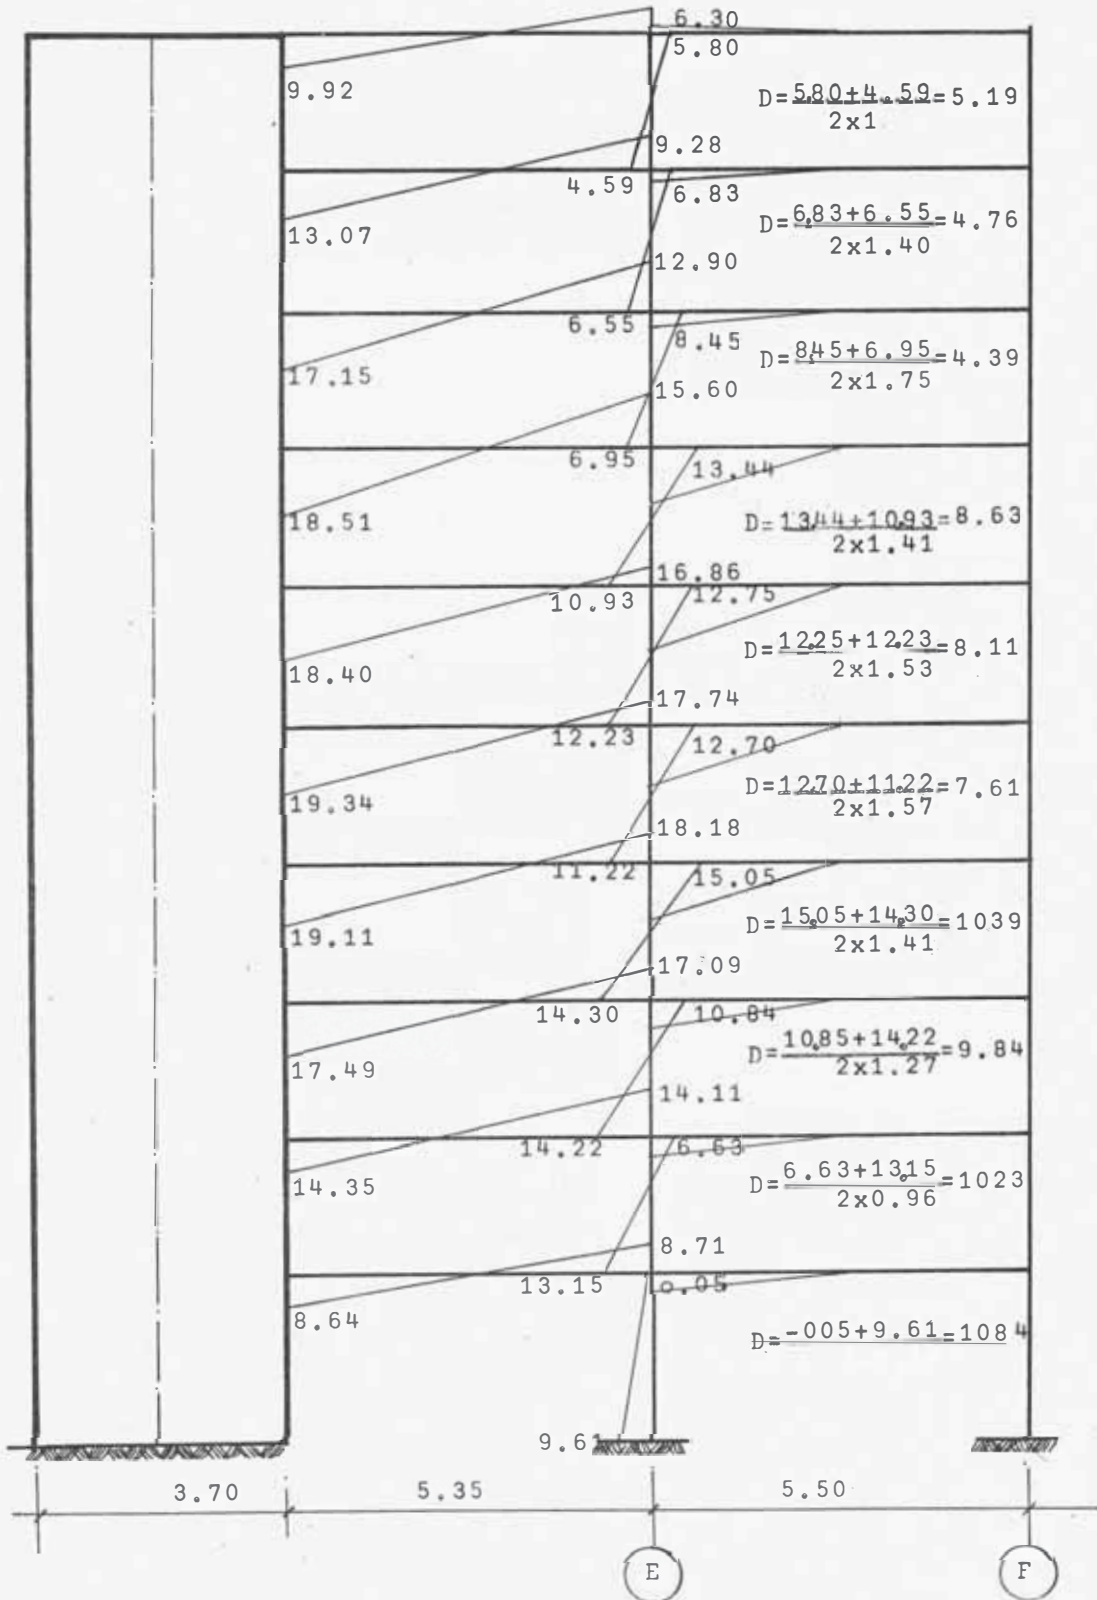 6.30
5.80
9.92
D=5,80+4.59=5.19
2x1
9.28
4.59
6.83
13.07
D=6,83+6.55=4.76
2x1.40
12.90
6.55
8.45
17.15
D=8,45+6.95=4.39
2x1.75
15.60
6.95
13.44
18.51
D=13,44+10,93=8.63
2x1.41
16.86
10.93
12.75
18.40
D=12,25+12,23=8.11
2x1.53
17.74
12.23
12.70
19.34
D=12,70+11,22=7.61
2x1.57
18.18
11.22
15.05
19.11
D=15,05+14,30=1039
2x1.41
17.09
14.30
10.84
17.49
D=10,85+14,22=9.84
2x1.27
14.11
14.22
6.63
14.35
D=6.63+13,15=1023
2x0.96
8.71
13.15
0.05
8.64
D=-005+9.61=108 4
9.61
3.70
5.35
5.50
E
F